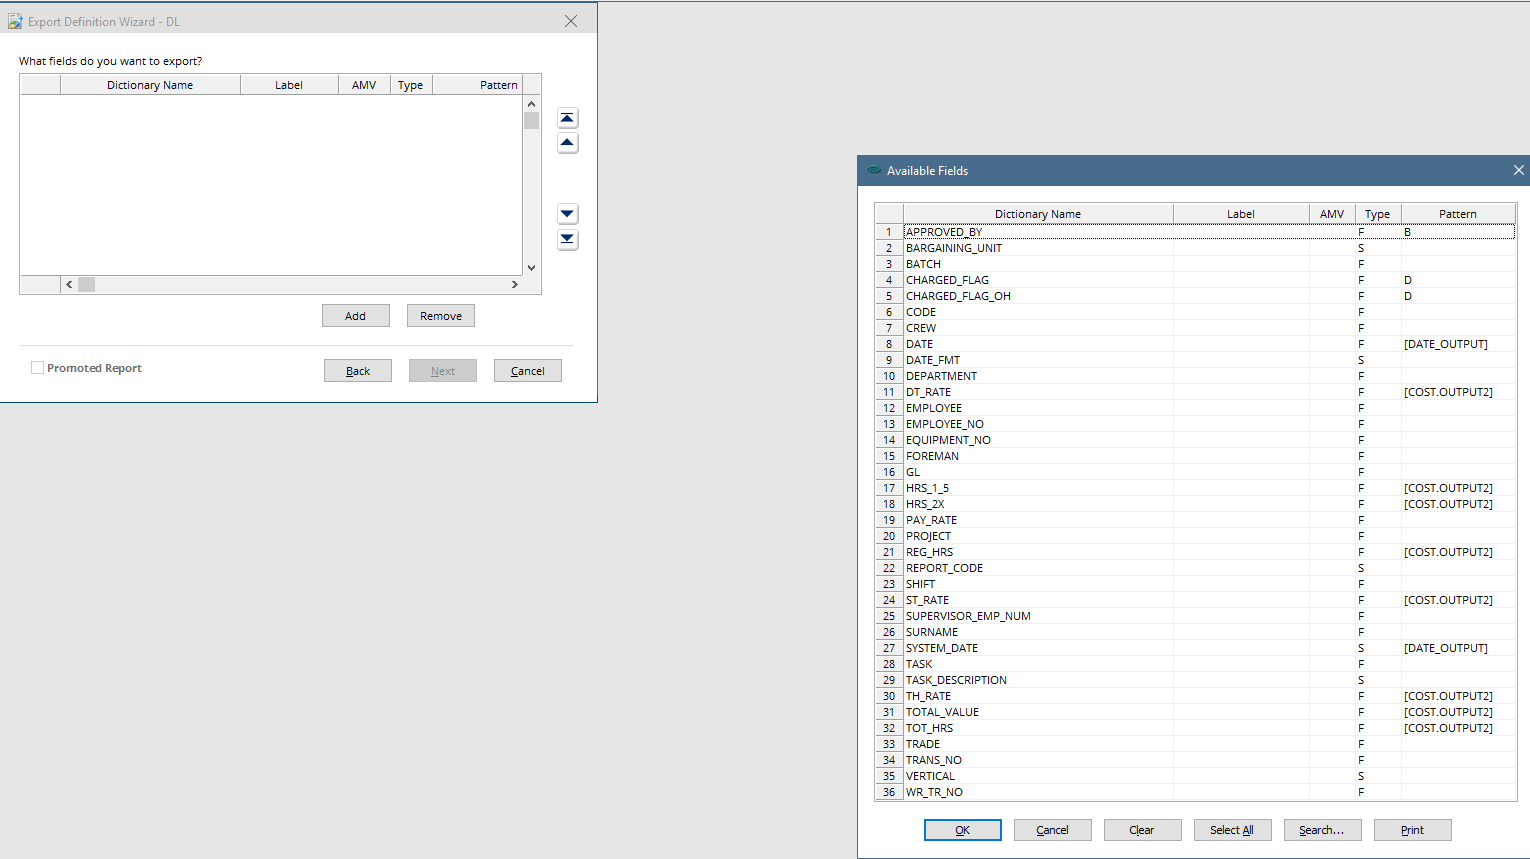 Export Definition Wizard - DL
What fields do you want to export?
Dictionary Name Label AMV Type Pattern
Add Remove
Promoted Report
Back Next Cancel
Available Fields
Dictionary Name Label AMV Type Pattern
1 APPROVED_BY F B
2 BARGAINING_UNIT S
3 BATCH F
4 CHARGED_FLAG F D
5 CHARGED_FLAG_OH F D
6 CODE F
7 CREW F
8 DATE F [DATE_OUTPUT]
9 DATE_FMT S
10 DEPARTMENT F
11 DT_RATE F [COST.OUTPUT2]
12 EMPLOYEE F
13 EMPLOYEE_NO F
14 EQUIPMENT_NO F
15 FOREMAN F
16 GL F
17 HRS_1_5 F [COST.OUTPUT2]
18 HRS_2X F [COST.OUTPUT2]
19 PAY_RATE F
20 PROJECT F
21 REG_HRS F [COST.OUTPUT2]
22 REPORT_CODE S
23 SHIFT F
24 ST_RATE F [COST.OUTPUT2]
25 SUPERVISOR_EMP_NUM F
26 SURNAME F
27 SYSTEM_DATE S [DATE_OUTPUT]
28 TASK F
29 TASK_DESCRIPTION S
30 TH_RATE F [COST.OUTPUT2]
31 TOTAL_VALUE F [COST.OUTPUT2]
32 TOT_HRS F [COST.OUTPUT2]
33 TRADE F
34 TRANS_NO F
35 VERTICAL S
36 WR_TR_NO F
OK Cancel Clear Select All Search... Print